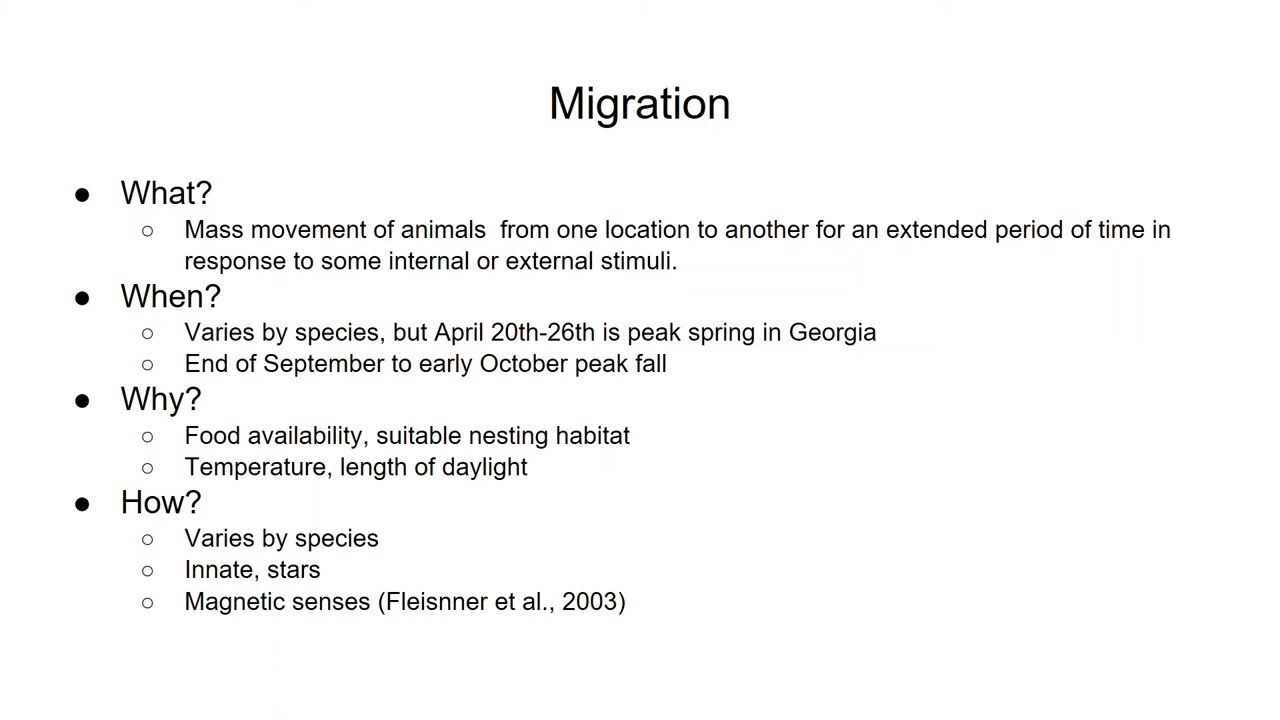 Migration
● What?
○ Mass movement of animals  from one location to another for an extended period of time in
response to some internal or external stimuli.
● When?
○ Varies by species, but April 20th-26th is peak spring in Georgia
○ End of September to early October peak fall
● Why?
○ Food availability, suitable nesting habitat
○ Temperature, length of daylight
● How?
○ Varies by species
○ Innate, stars
○ Magnetic senses (Fleisnner et al., 2003)